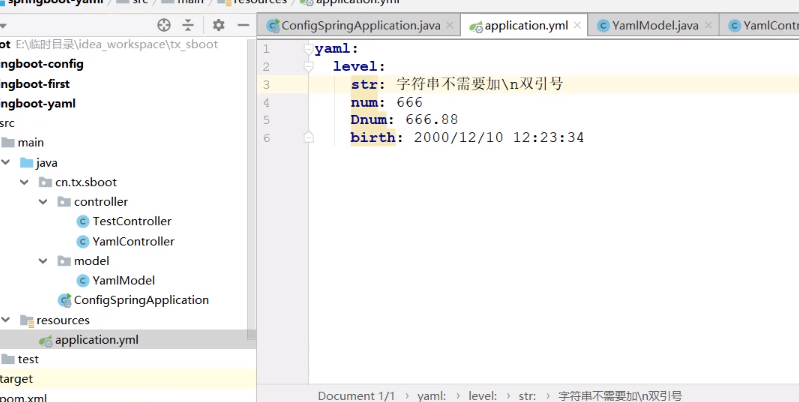 springboot-yaml src main resources application.yml
ot E:\临时目录\idea_workspace\tx_sboot
ingboot-config
ingboot-first
ingboot-yaml
src
main
java
cn.tx.sboot
controller
TestController
YamlController
model
YamlModel
ConfigSpringApplication
resources
application.yml
test
target
pom.xml
ConfigSpringApplication.java application.yml YamlModel.java YamlContr
1 yaml:
2 level:
3 str: 字符串不需要加\n双引号
4 num: 666
5 Dnum: 666.88
6 birth: 2000/12/10 12:23:34
Document 1/1 › yaml: › level: › str: › 字符串不需要加\n双引号